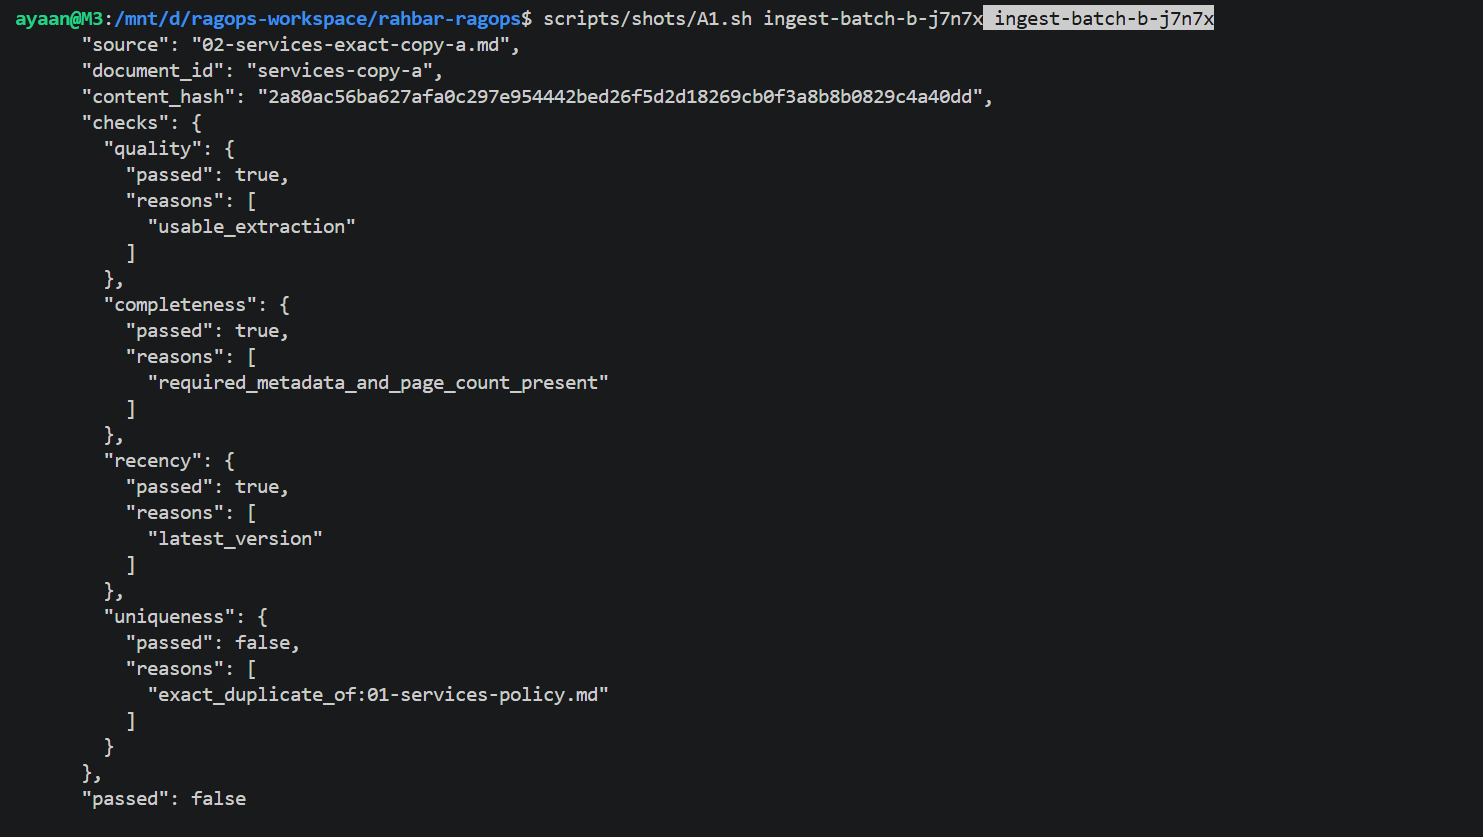 ayaan@M3:/mnt/d/ragops-workspace/rahbar-ragops$ scripts/shots/A1.sh ingest-batch-b-j7n7x ingest-batch-b-j7n7x
      "source": "02-services-exact-copy-a.md",
      "document_id": "services-copy-a",
      "content_hash": "2a80ac56ba627afa0c297e954442bed26f5d2d18269cb0f3a8b8b0829c4a40dd",
      "checks": {
        "quality": {
          "passed": true,
          "reasons": [
            "usable_extraction"
          ]
        },
        "completeness": {
          "passed": true,
          "reasons": [
            "required_metadata_and_page_count_present"
          ]
        },
        "recency": {
          "passed": true,
          "reasons": [
            "latest_version"
          ]
        },
        "uniqueness": {
          "passed": false,
          "reasons": [
            "exact_duplicate_of:01-services-policy.md"
          ]
        }
      },
      "passed": false